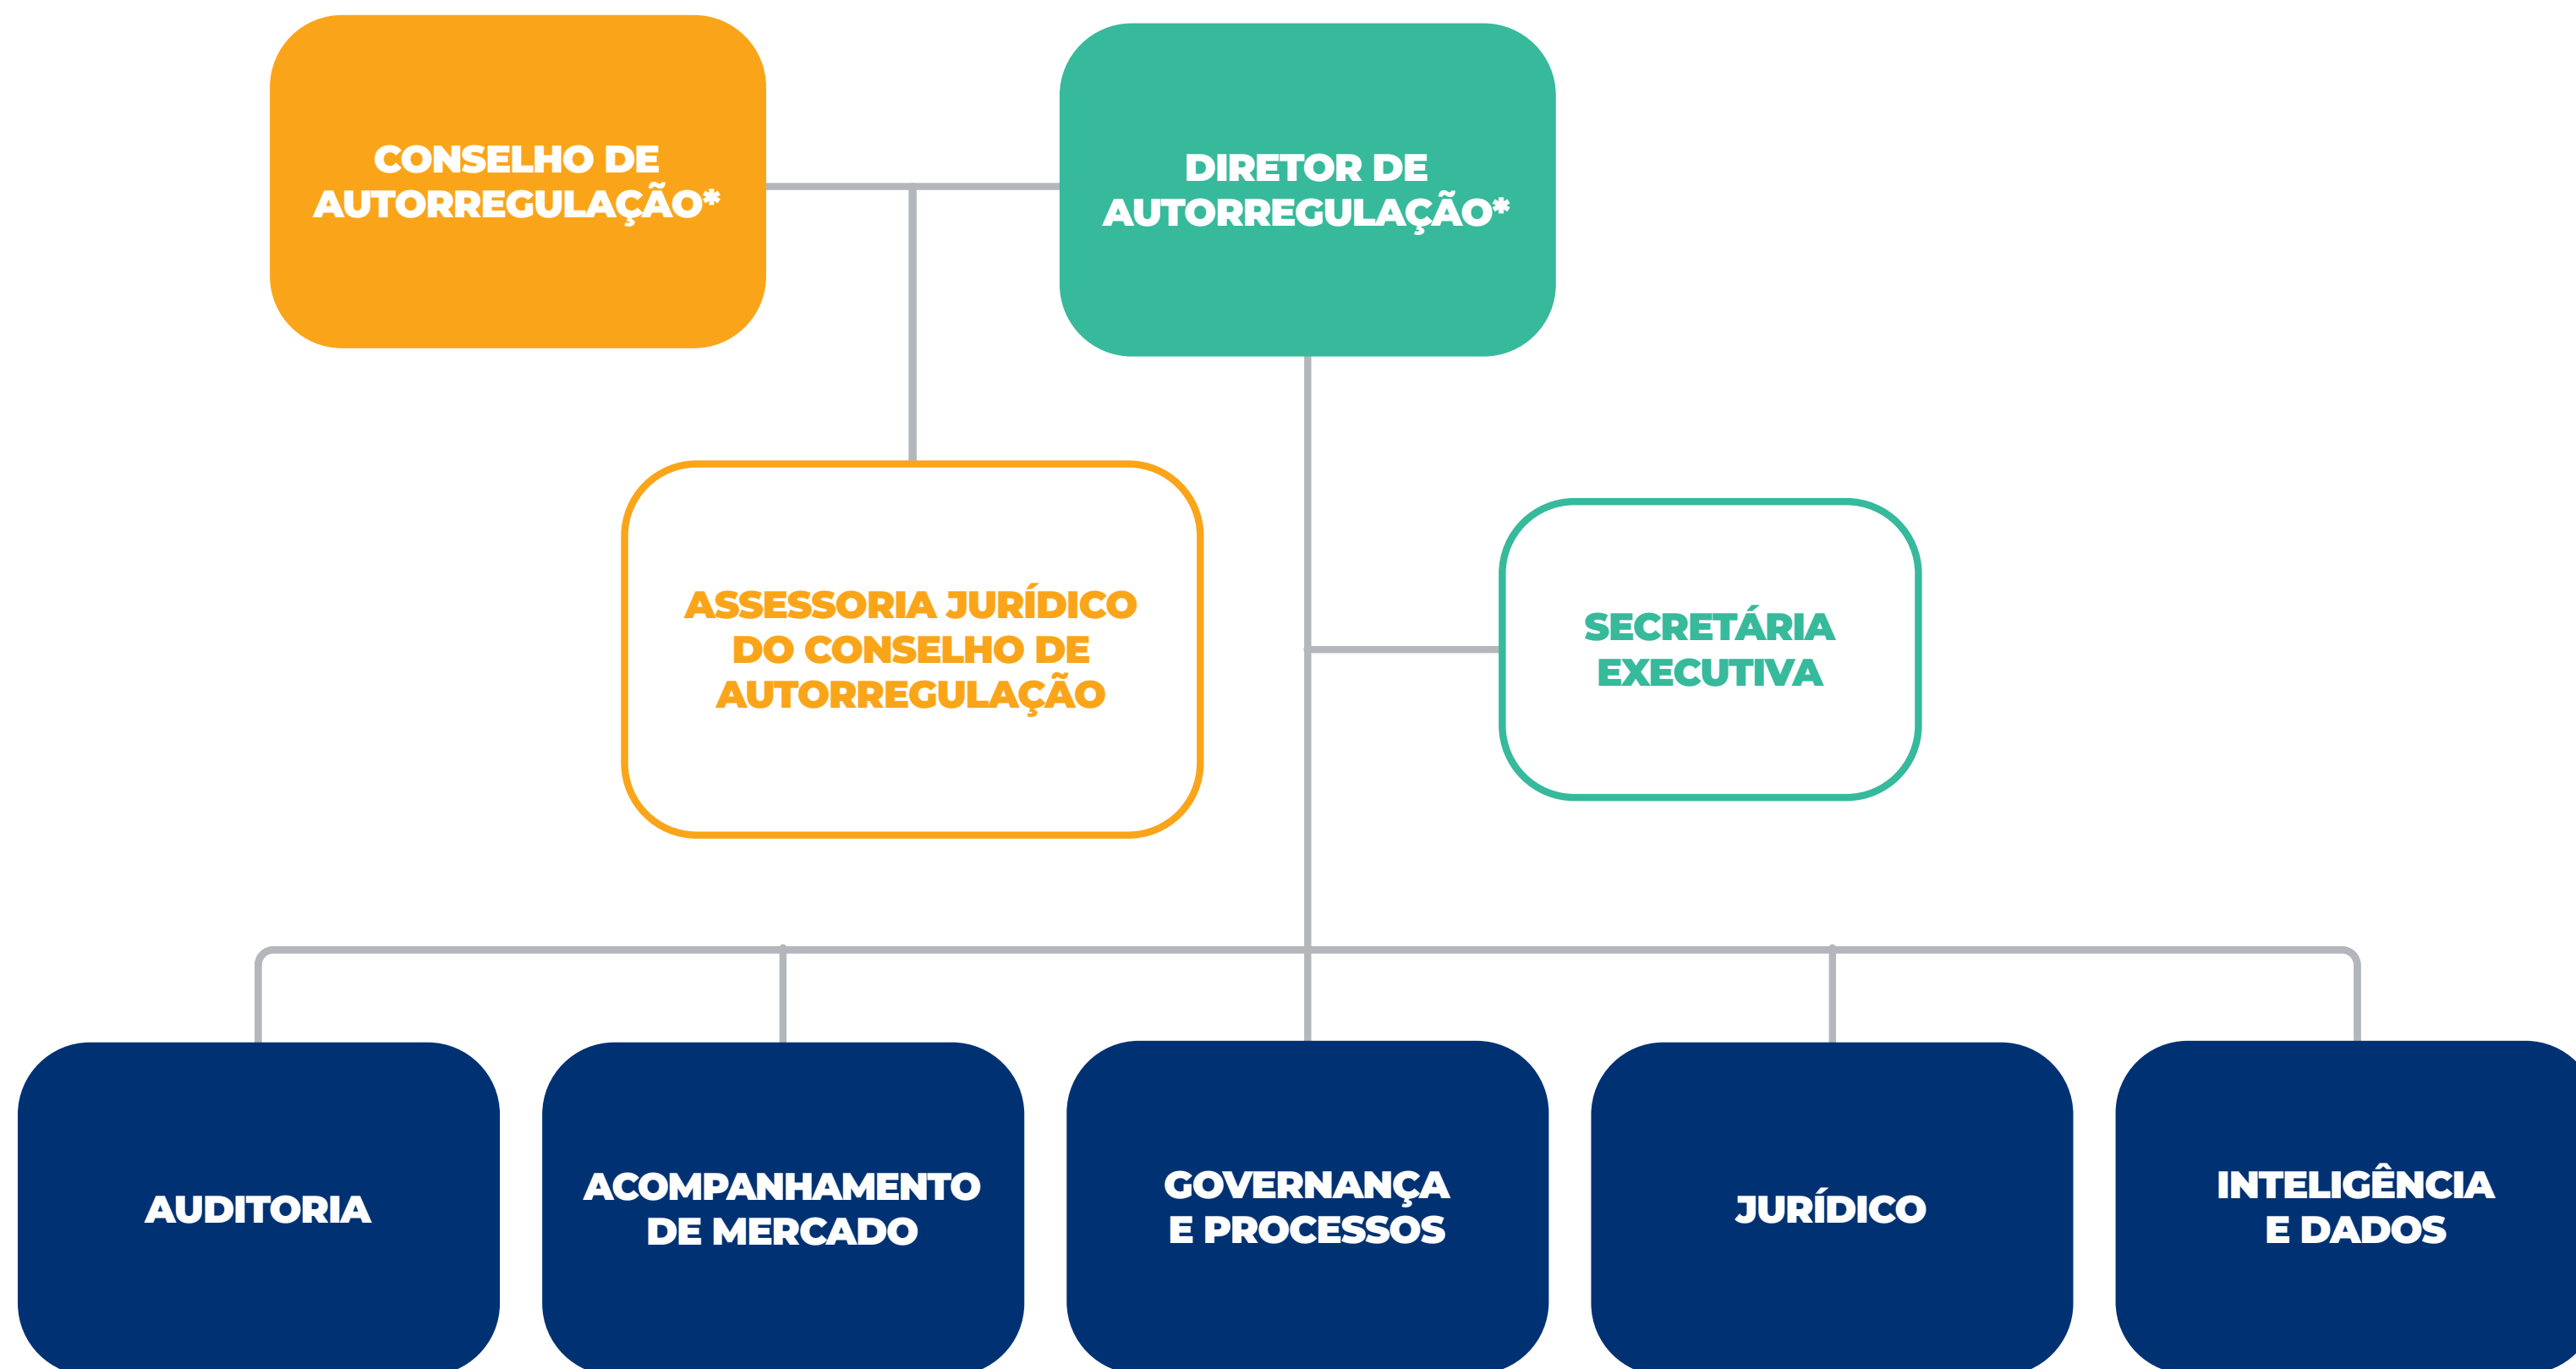 CONSELHO DE
AUTORREGULAÇÃO*
DIRETOR DE
AUTORREGULAÇÃO*
ASSESSORIA JURÍDICO
DO CONSELHO DE
AUTORREGULAÇÃO
SECRETÁRIA
EXECUTIVA
AUDITORIA
ACOMPANHAMENTO
DE MERCADO
GOVERNANÇA
E PROCESSOS
JURÍDICO
INTELIGÊNCIA
E DADOS